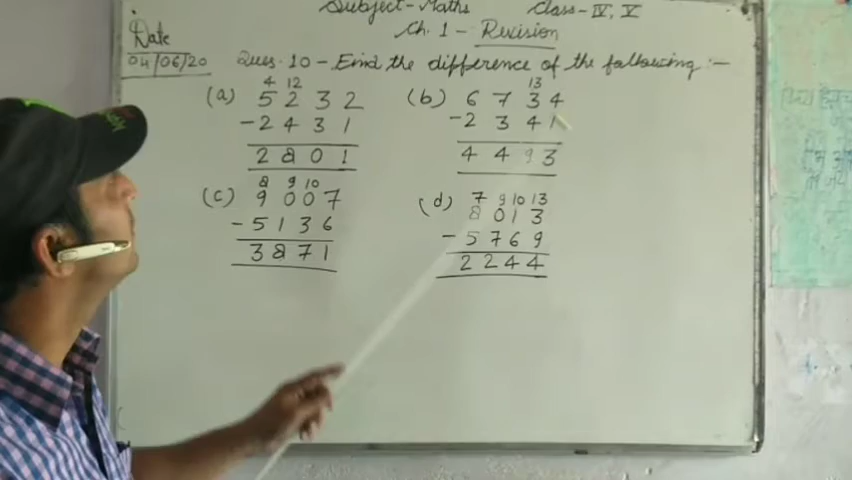 Subject-Maths Class-IV, V
Ch. 1 - Revision
Date
04/06/20
Ques. 10 - Find the difference of the following :-
(a)
4 12
5 2 3 2
- 2 4 3 1
2 8 0 1
(b)
13
6 7 3 4
- 2 3 4 1
4 4 9 3
(c)
8 9 10
9 0 0 7
- 5 1 3 6
3 8 7 1
(d)
7 9 10 13
8 0 1 3
- 5 7 6 9
2 2 4 4